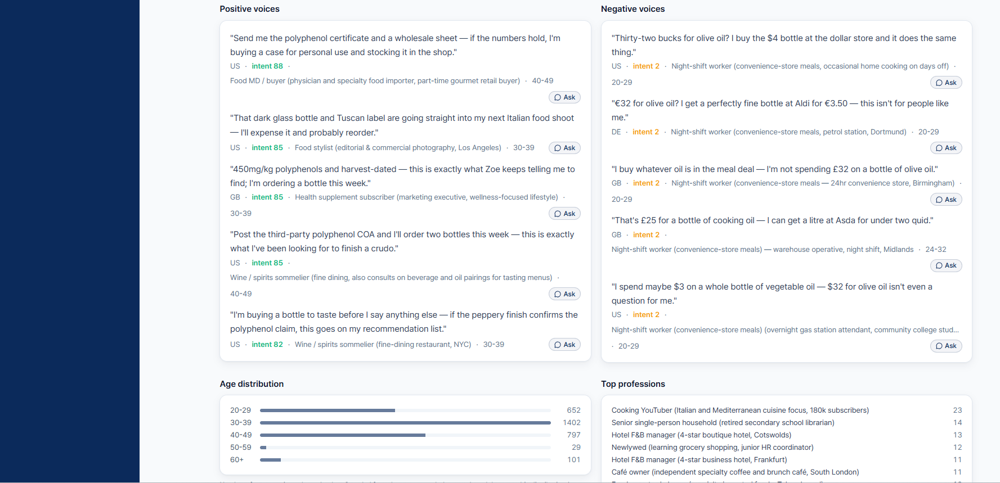 Positive voices
"Send me the polyphenol certificate and a wholesale sheet — if the numbers hold, I'm
buying a case for personal use and stocking it in the shop."
US · intent 88 ·
Food MD / buyer (physician and specialty food importer, part-time gourmet retail buyer) · 40-49
Ask
"That dark glass bottle and Tuscan label are going straight into my next Italian food shoot
— I'll expense it and probably reorder."
US · intent 85 · Food stylist (editorial & commercial photography, Los Angeles) · 30-39 Ask
"450mg/kg polyphenols and harvest-dated — this is exactly what Zoe keeps telling me to
find; I'm ordering a bottle this week."
GB · intent 85 · Health supplement subscriber (marketing executive, wellness-focused lifestyle) ·
30-39 Ask
"Post the third-party polyphenol COA and I'll order two bottles this week — this is exactly
what I've been looking for to finish a crudo."
US · intent 85 ·
Wine / spirits sommelier (fine dining, also consults on beverage and oil pairings for tasting menus) ·
40-49 Ask
"I'm buying a bottle to taste before I say anything else — if the peppery finish confirms the
polyphenol claim, this goes on my recommendation list."
US · intent 82 · Wine / spirits sommelier (fine-dining restaurant, NYC) · 30-39 Ask
Negative voices
"Thirty-two bucks for olive oil? I buy the $4 bottle at the dollar store and it does the same
thing."
US · intent 2 · Night-shift worker (convenience-store meals, occasional home cooking on days off) ·
20-29 Ask
"€32 for olive oil? I get a perfectly fine bottle at Aldi for €3.50 — this isn't for people like
me."
DE · intent 2 · Night-shift worker (convenience-store meals, petrol station, Dortmund) · 20-29
Ask
"I buy whatever oil is in the meal deal — I'm not spending £32 on a bottle of olive oil."
GB · intent 2 · Night-shift worker (convenience-store meals — 24hr convenience store, Birmingham) ·
20-29 Ask
"That's £25 for a bottle of cooking oil — I can get a litre at Asda for under two quid."
GB · intent 2 ·
Night-shift worker (convenience-store meals) — warehouse operative, night shift, Midlands · 24-32
Ask
"I spend maybe $3 on a whole bottle of vegetable oil — $32 for olive oil isn't even a
question for me."
US · intent 2 ·
Night-shift worker (convenience-store meals) (overnight gas station attendant, community college stud...
· 20-29 Ask
Age distribution
20-29 652
30-39 1402
40-49 797
50-59 29
60+ 101
Top professions
Cooking YouTuber (Italian and Mediterranean cuisine focus, 180k subscribers) 23
Senior single-person household (retired secondary school librarian) 14
Hotel F&B manager (4-star boutique hotel, Cotswolds) 13
Newlywed (learning grocery shopping, junior HR coordinator) 12
Hotel F&B manager (4-star business hotel, Frankfurt) 11
Café owner (independent specialty coffee and brunch café, South London) 11